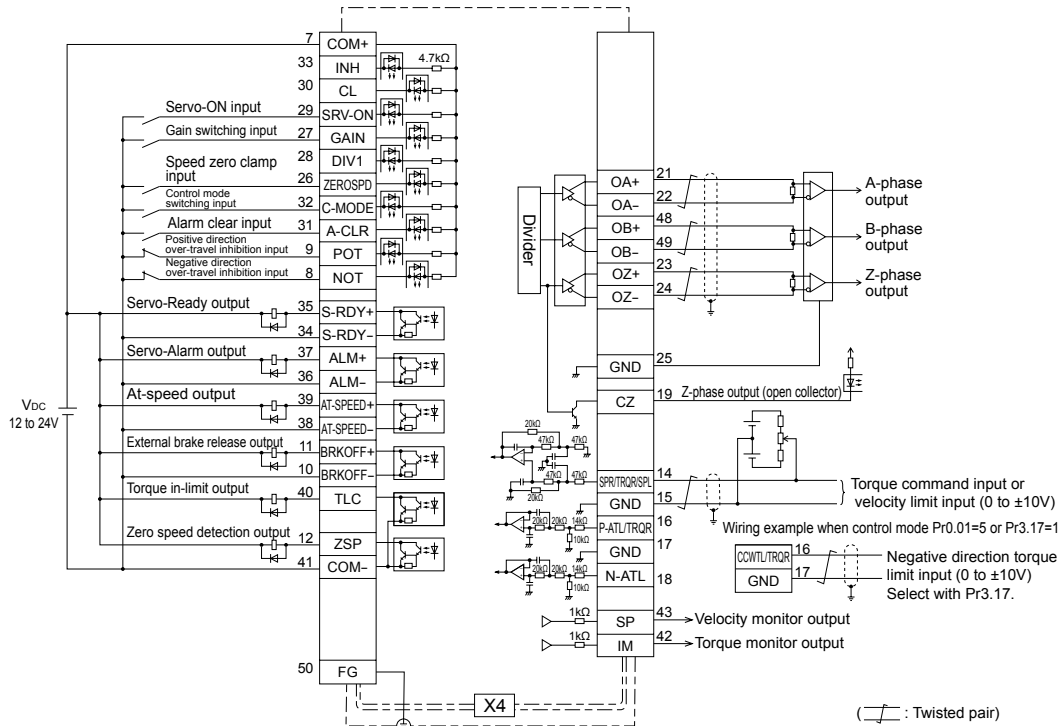 7 COM+
33 INH 4.7kΩ
30 CL
Servo-ON input 29 SRV-ON
Gain switching input 27 GAIN
28 DIV1
Speed zero clamp
input 26 ZEROSPD
Control mode
switching input 32 C-MODE
Alarm clear input 31 A-CLR
Positive direction
over-travel inhibition input 9 POT
Negative direction
over-travel inhibition input 8 NOT
Servo-Ready output 35 S-RDY+
34 S-RDY−
Servo-Alarm output 37 ALM+
36 ALM−
At-speed output 39 AT-SPEED+
38 AT-SPEED−
VDC
12 to 24V
External brake release output 11 BRKOFF+
10 BRKOFF−
Torque in-limit output 40 TLC
Zero speed detection output 12 ZSP
41 COM−
50 FG
X4
Divider
OA+ 21
OA− 22
A-phase
output
OB+ 48
OB− 49
B-phase
output
OZ+ 23
OZ− 24
Z-phase
output
GND 25
CZ 19 Z-phase output (open collector)
20kΩ
47kΩ 47kΩ
47kΩ 47kΩ
20kΩ
SPR/TRQR/SPL 14
GND 15
Torque command input or
velocity limit input (0 to ±10V)
20kΩ 20kΩ 14kΩ
10kΩ
P-ATL/TRQR 16
GND 17
20kΩ 20kΩ 14kΩ
10kΩ
N-ATL 18
Wiring example when control mode Pr0.01=5 or Pr3.17=1
CCWTL/TRQR 16
GND 17
Negative direction torque
limit input (0 to ±10V)
Select with Pr3.17.
1kΩ SP 43 Velocity monitor output
1kΩ IM 42 Torque monitor output
( : Twisted pair)